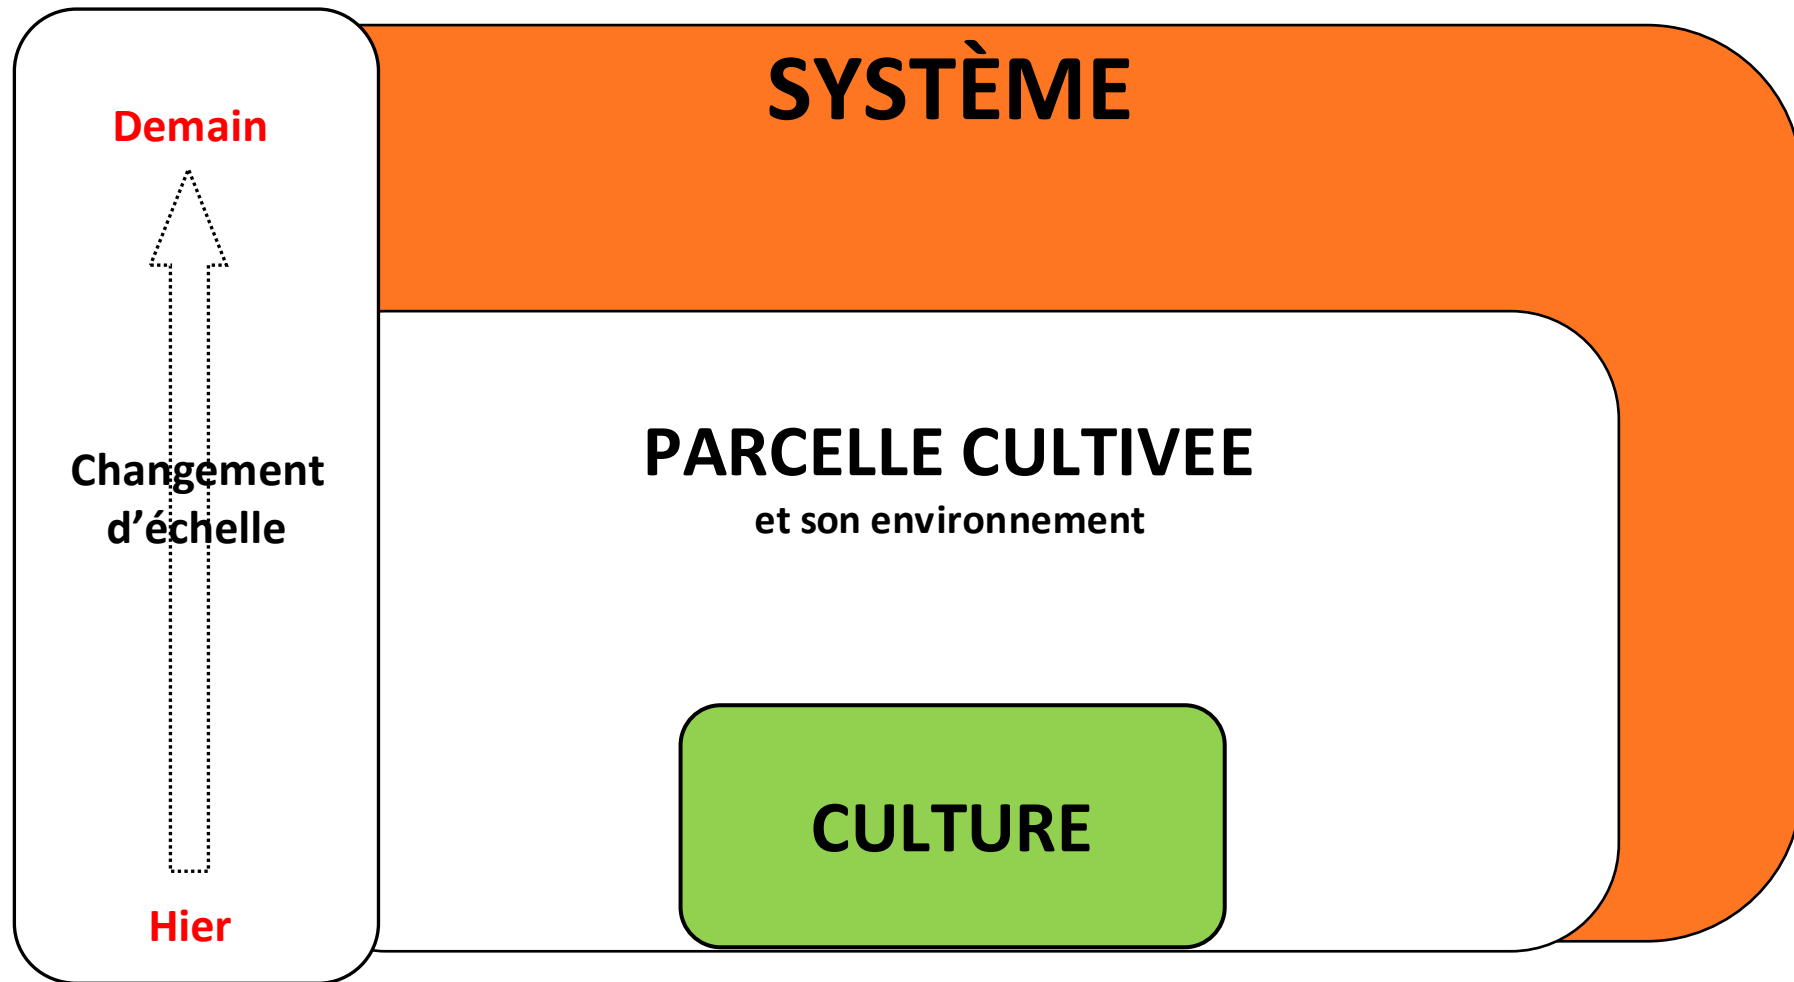 Demain
Changement
d’échelle
Hier
SYSTÈME
PARCELLE CULTIVEE
et son environnement
CULTURE